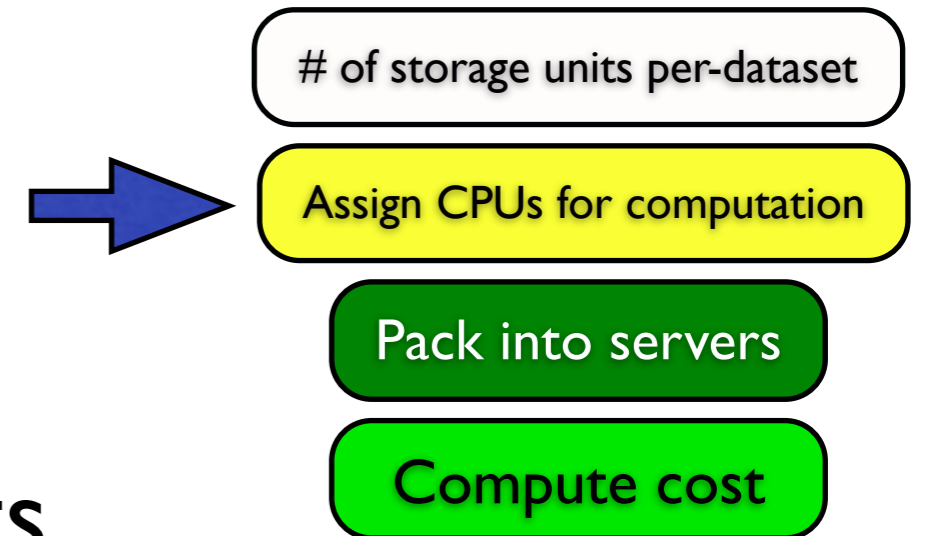 # of storage units per-dataset
Assign CPUs for computation
Pack into servers
Compute cost